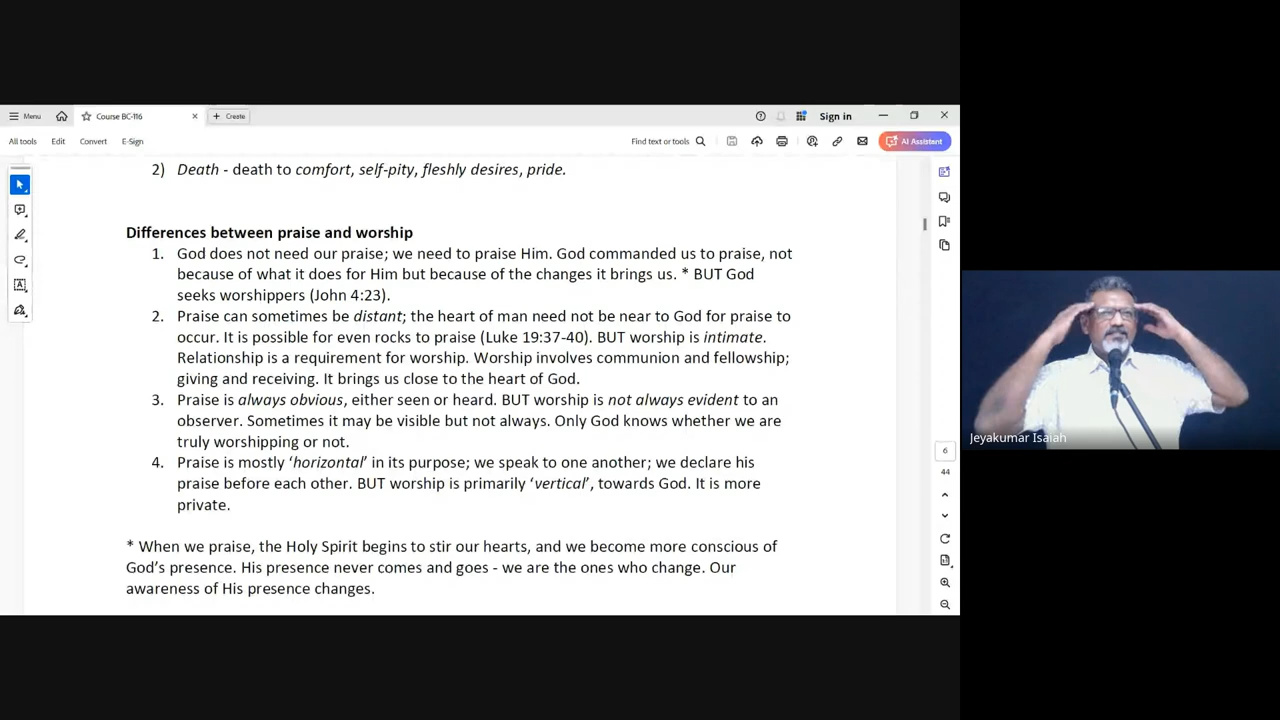 Menu
Course BC-116
Create
Sign in
All tools
Edit
Convert
E-Sign
Find text or tools
AI Assistant
2) Death - death to comfort, self-pity, fleshly desires, pride.
Differences between praise and worship
1. God does not need our praise; we need to praise Him. God commanded us to praise, not
because of what it does for Him but because of the changes it brings us. * BUT God
seeks worshippers (John 4:23).
2. Praise can sometimes be distant; the heart of man need not be near to God for praise to
occur. It is possible for even rocks to praise (Luke 19:37-40). BUT worship is intimate.
Relationship is a requirement for worship. Worship involves communion and fellowship;
giving and receiving. It brings us close to the heart of God.
3. Praise is always obvious, either seen or heard. BUT worship is not always evident to an
observer. Sometimes it may be visible but not always. Only God knows whether we are
truly worshipping or not.
4. Praise is mostly ‘horizontal’ in its purpose; we speak to one another; we declare his
praise before each other. BUT worship is primarily ‘vertical’, towards God. It is more
private.
* When we praise, the Holy Spirit begins to stir our hearts, and we become more conscious of
God’s presence. His presence never comes and goes - we are the ones who change. Our
awareness of His presence changes.
6
44
Jeyakumar Isaiah